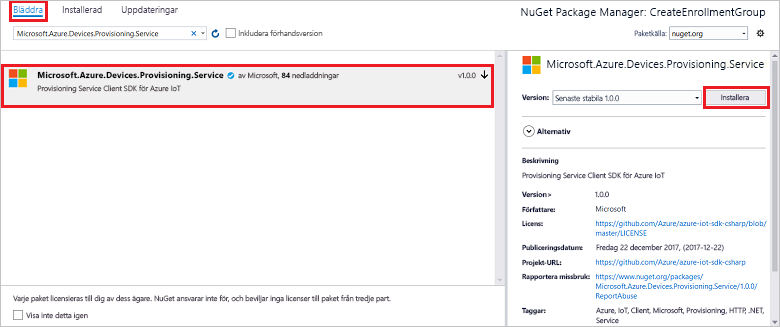 Bläddra Installerad Uppdateringar
NuGet Package Manager: CreateEnrollmentGroup
Microsoft.Azure.Devices.Provisioning.Service
Inkludera förhandsversion
Paketkälla: nuget.org
Microsoft.Azure.Devices.Provisioning.Service av Microsoft, 84 nedladdningar v1.0.0
Provisioning Service Client SDK för Azure IoT
Varje paket licensieras till dig av dess ägare. NuGet ansvarar inte för, och beviljar inga licenser till paket från tredje part.
Visa inte detta igen
Microsoft.Azure.Devices.Provisioning.Service
Version: Senaste stabila 1.0.0 Installera
Alternativ
Beskrivning
Provisioning Service Client SDK för Azure IoT
Version> 1.0.0
Författare: Microsoft
Licens: https://github.com/Azure/azure-iot-sdk-csharp/blob/
master/LICENSE
Publiceringsdatum: Fredag 22 december 2017, (2017-12-22)
Projekt-URL: https://github.com/Azure/azure-iot-sdk-csharp
Rapportera missbruk: https://www.nuget.org/packages/
Microsoft.Azure.Devices.Provisioning.Service/1.0.0/
ReportAbuse
Taggar: Azure, IoT, Client, Microsoft, Provisioning, HTTP, .NET,
Service